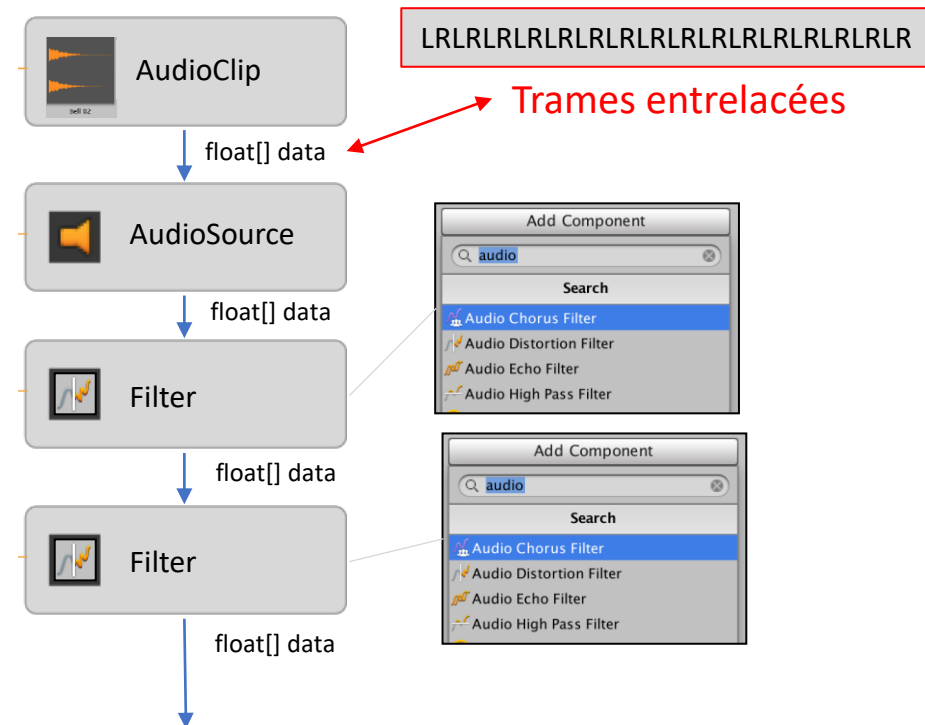 LRLRLRLRLRLRLRLRLRLRLRLRLRLRLRLR
AudioClip
Bell 02
Trames entrelacées
float[] data
AudioSource
float[] data
Filter
float[] data
Filter
float[] data
Add Component
audio
Search
Audio Chorus Filter
Audio Distortion Filter
Audio Echo Filter
Audio High Pass Filter
Add Component
audio
Search
Audio Chorus Filter
Audio Distortion Filter
Audio Echo Filter
Audio High Pass Filter